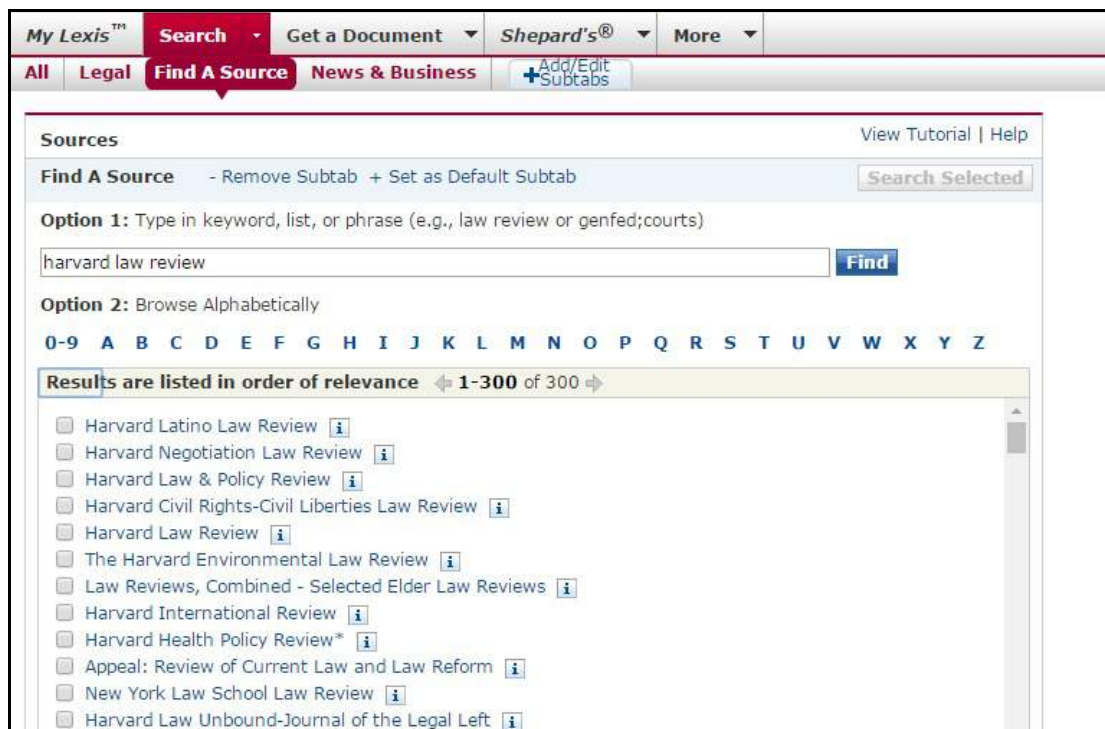 My Lexis™ Search Get a Document Shepard's® More
All Legal Find A Source News & Business +Add/Edit Subtabs
Sources View Tutorial | Help
Find A Source - Remove Subtab + Set as Default Subtab Search Selected
Option 1: Type in keyword, list, or phrase (e.g., law review or genfed;courts)
harvard law review Find
Option 2: Browse Alphabetically
0-9 A B C D E F G H I J K L M N O P Q R S T U V W X Y Z
Results are listed in order of relevance 1-300 of 300
Harvard Latino Law Review i
Harvard Negotiation Law Review i
Harvard Law & Policy Review i
Harvard Civil Rights-Civil Liberties Law Review i
Harvard Law Review i
The Harvard Environmental Law Review i
Law Reviews, Combined - Selected Elder Law Reviews i
Harvard International Review i
Harvard Health Policy Review* i
Appeal: Review of Current Law and Law Reform i
New York Law School Law Review i
Harvard Law Unbound-Journal of the Legal Left i